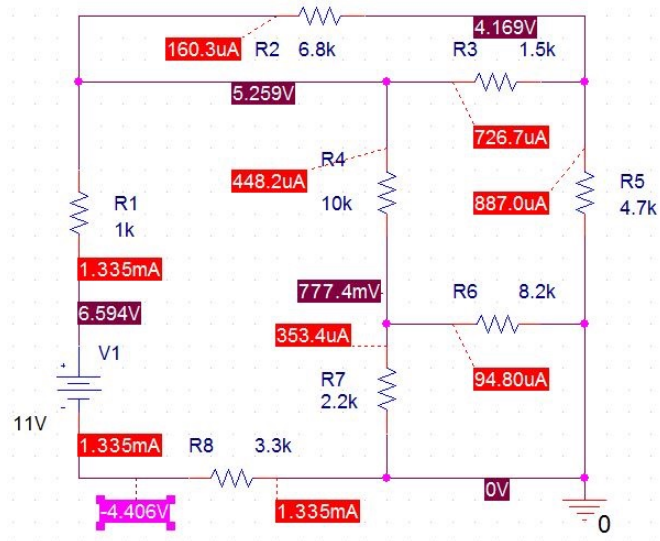 4.169V
160.3uA R2 6.8k R3 1.5k
5.259V
726.7uA
R4
448.2uA
R5
R1 10k 887.0uA 4.7k
1k
1.335mA
777.4mV R6 8.2k
6.594V
353.4uA
V1
+
R7 94.80uA
2.2k
-
11V
1.335mA R8 3.3k
0V
-4.406V 1.335mA
0